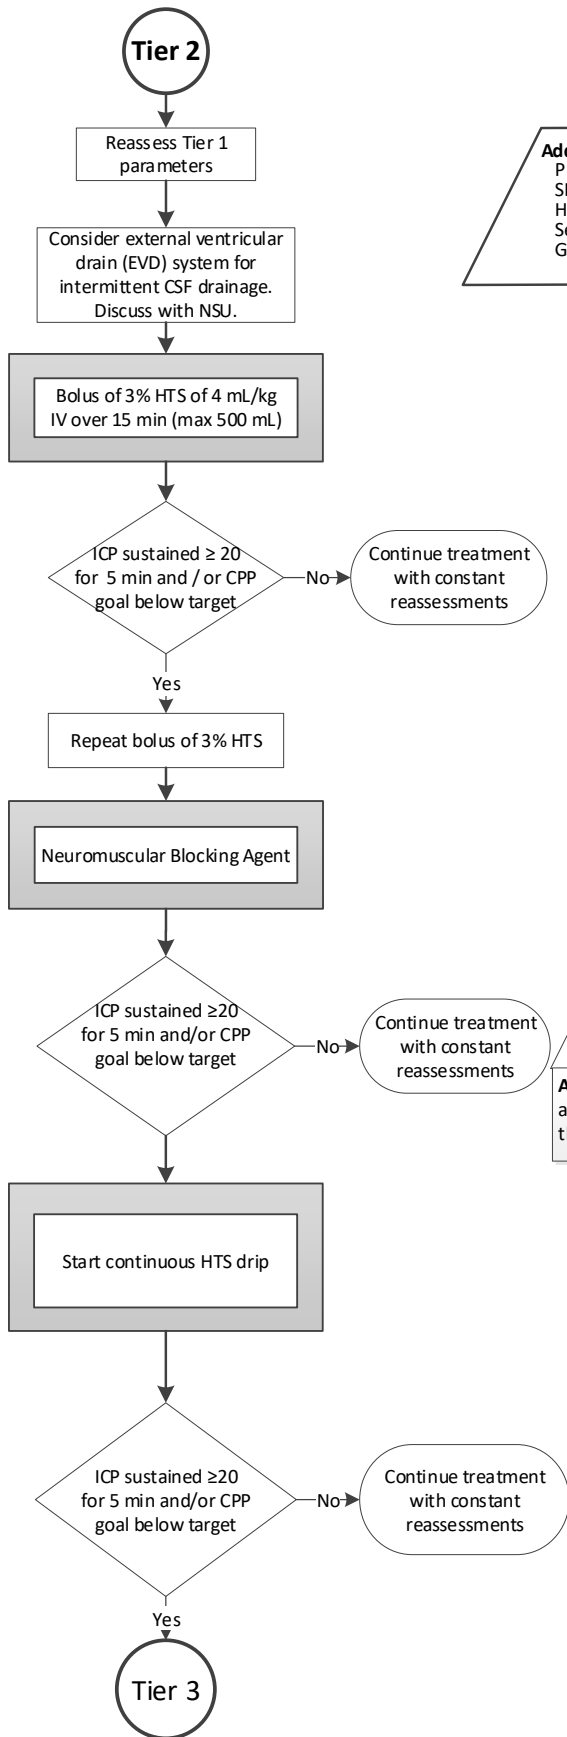 Tier 2
Reassess Tier 1
parameters
Consider external ventricular
drain (EVD) system for
intermittent CSF drainage.
Discuss with NSU.
Bolus of 3% HTS of 4 mL/kg
IV over 15 min (max 500 mL)
ICP sustained ≥ 20
for 5 min and / or CPP
goal below target
No
Continue treatment
with constant
reassessments
Yes
Repeat bolus of 3% HTS
Neuromuscular Blocking Agent
ICP sustained ≥20
for 5 min and/or CPP
goal below target
No
Continue treatment
with constant
reassessments
Start continuous HTS drip
ICP sustained ≥20
for 5 min and/or CPP
goal below target
No
Continue treatment
with constant
reassessments
Yes
Tier 3